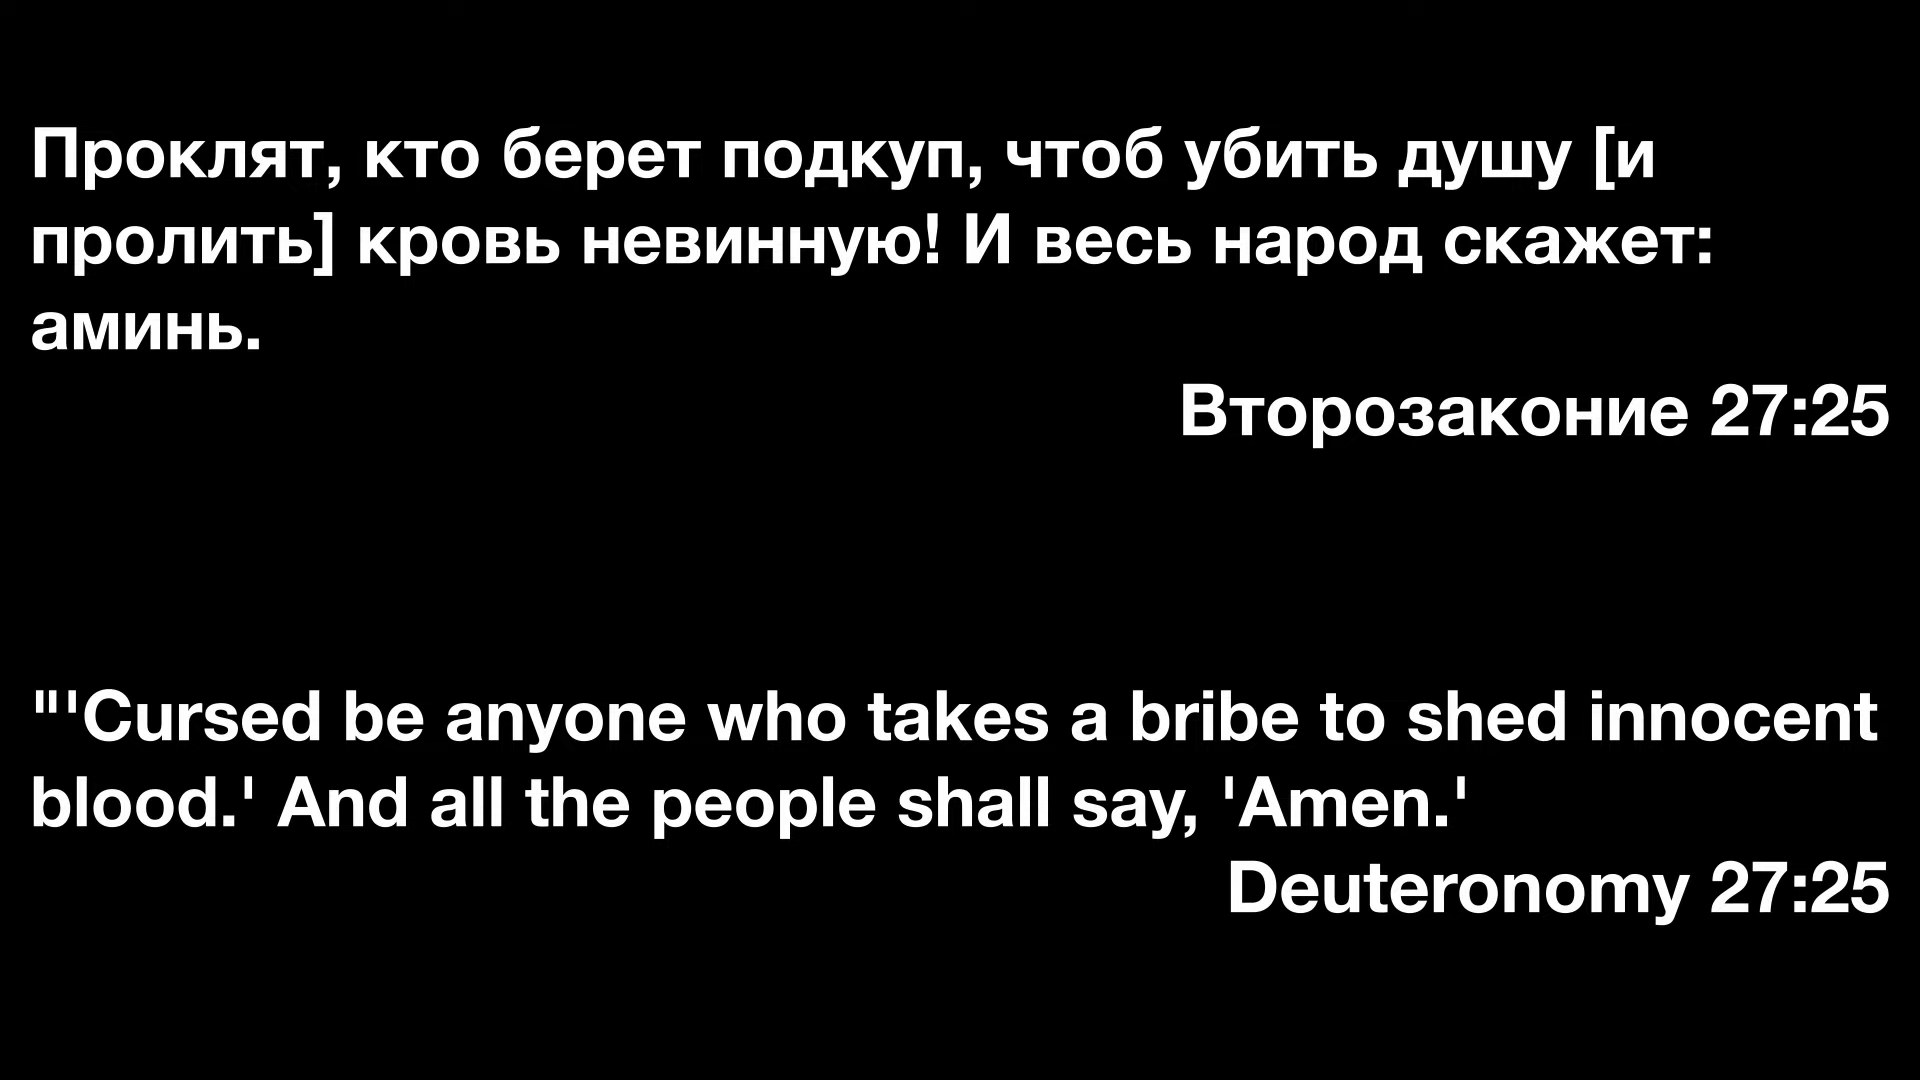 Проклят, кто берет подкуп, чтоб убить душу [и
пролить] кровь невинную! И весь народ скажет:
аминь.
Второзаконие 27:25
"'Cursed be anyone who takes a bribe to shed innocent
blood.' And all the people shall say, 'Amen.'
Deuteronomy 27:25